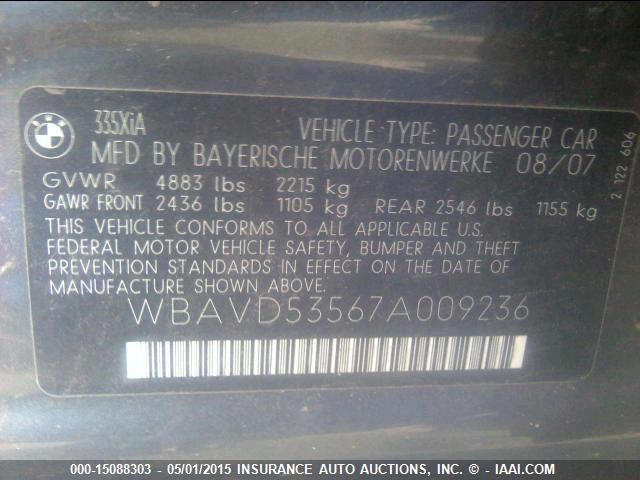 BMW
335XiA
VEHICLE TYPE: PASSENGER CAR
MFD BY BAYERISCHE MOTORENWERKE 08/07
GVWR 4883 lbs 2215 kg
GAWR FRONT 2436 lbs 1105 kg REAR 2546 lbs 1155 kg
THIS VEHICLE CONFORMS TO ALL APPLICABLE U.S.
FEDERAL MOTOR VEHICLE SAFETY, BUMPER AND THEFT
PREVENTION STANDARDS IN EFFECT ON THE DATE OF
MANUFACTURE SHOWN ABOVE.
WBAVD53567A009236
2 122 606
000-15088303 - 05/01/2015 INSURANCE AUTO AUCTIONS, INC. - IAAI.COM